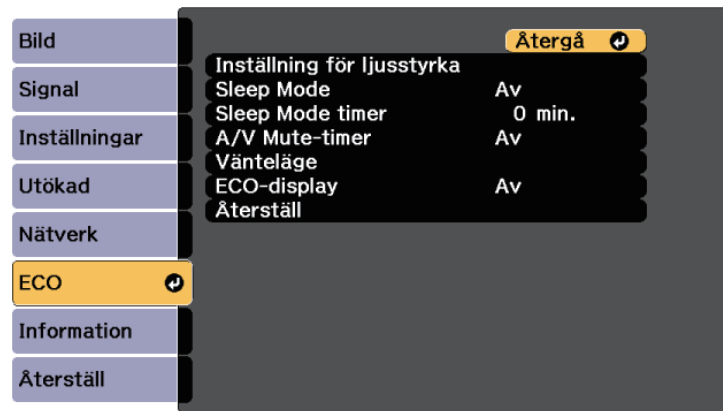 Bild
Signal
Inställningar
Utökad
Nätverk
ECO
Information
Återställ
Återgå
Inställning för ljusstyrka
Sleep Mode Av
Sleep Mode timer 0 min.
A/V Mute-timer Av
Vänteläge
ECO-display Av
Återställ